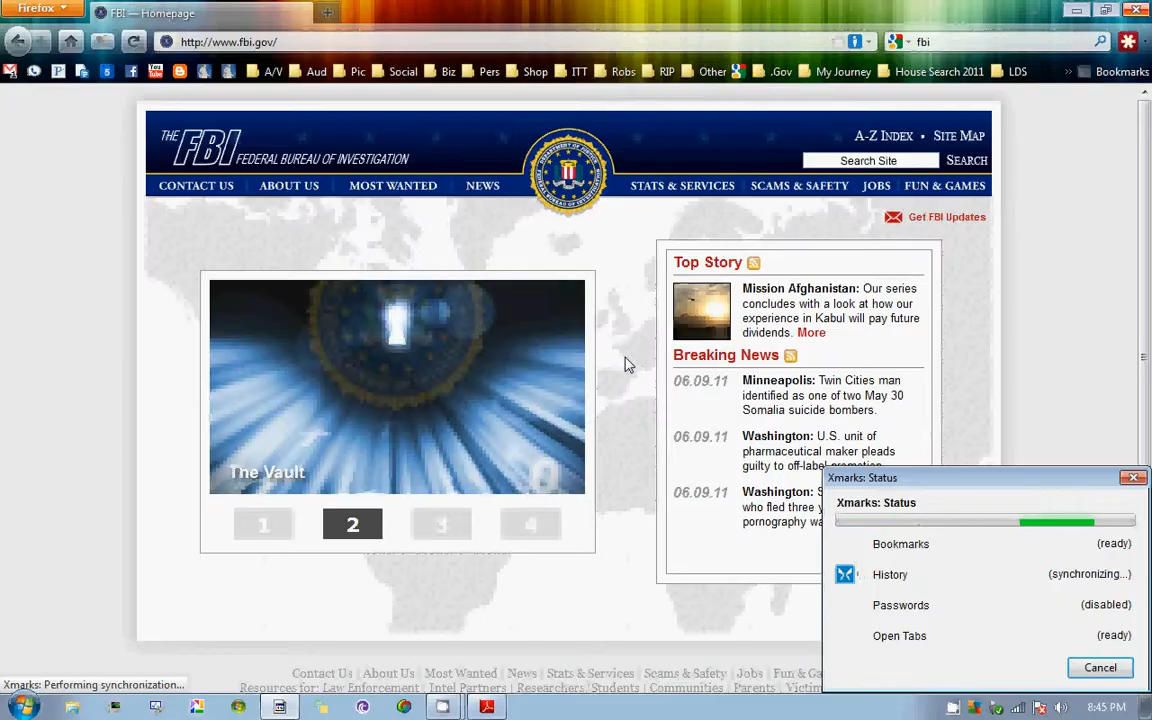 Firefox
FBI — Homepage
http://www.fbi.gov/
fbi
A/V Aud Pic Social Biz Pers Shop ITT Robs RIP Other .Gov My Journey House Search 2011 LDS » Bookmarks
THE FBI FEDERAL BUREAU OF INVESTIGATION
A-Z INDEX • SITE MAP
Search Site SEARCH
CONTACT US ABOUT US MOST WANTED NEWS STATS & SERVICES SCAMS & SAFETY JOBS FUN & GAMES
Get FBI Updates
The Vault
1 2 3 4
Top Story
Mission Afghanistan: Our series
concludes with a look at how our
experience in Kabul will pay future
dividends. More
Breaking News
06.09.11 Minneapolis: Twin Cities man
identified as one of two May 30
Somalia suicide bombers.
06.09.11 Washington: U.S. unit of
pharmaceutical maker pleads
guilty to off-label promotion.
06.09.11 Washington: S
who fled three y
pornography wa
Xmarks: Status
Xmarks: Status
Bookmarks (ready)
History (synchronizing...)
Passwords (disabled)
Open Tabs (ready)
Cancel
Contact Us | About Us | Most Wanted | News | Stats & Services | Scams & Safety | Jobs | Fun & Ga
Resources for: Law Enforcement | Intel Partners | Researchers/Students | Communities | Parents | Victim
Xmarks: Performing synchronization...
8:45 PM